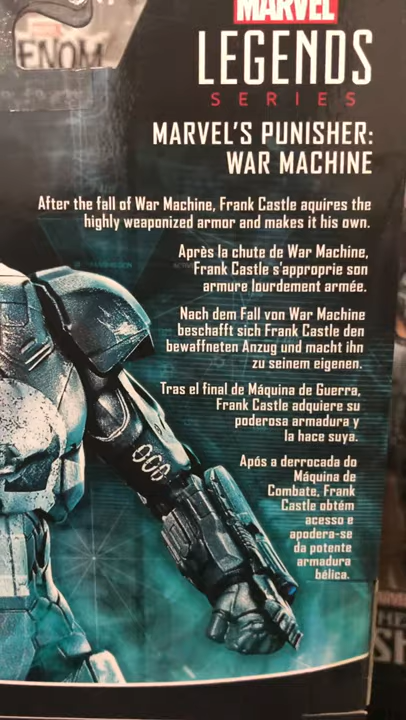 MARVEL
ENOM
LEGENDS
SERIES
MARVEL'S PUNISHER:
WAR MACHINE
After the fall of War Machine, Frank Castle aquires the
highly weaponized armor and makes it his own.
Après la chute de War Machine,
Frank Castle s'approprie son
armure lourdement armée.
Nach dem Fall von War Machine
beschafft sich Frank Castle den
bewaffneten Anzug und macht ihn
zu seinem eigenen.
Tras el final de Máquina de Guerra,
Frank Castle adquiere su
poderosa armadura y
la hace suya.
Após a derrocada do
Máquina de
Combate, Frank
Castle obtém
acesso e
apodera-se
da potente
armadura
bélica.